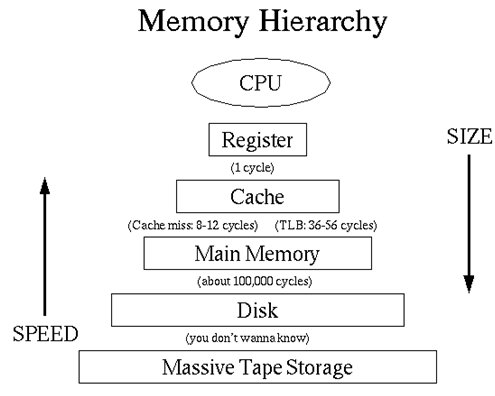 Memory Hierarchy
CPU
Register
SIZE
(1 cycle)
Cache
(Cache miss: 8-12 cycles) (TLB: 36-56 cycles)
Main Memory
(about 100,000 cycles)
Disk
SPEED
(you don't wanna know)
Massive Tape Storage